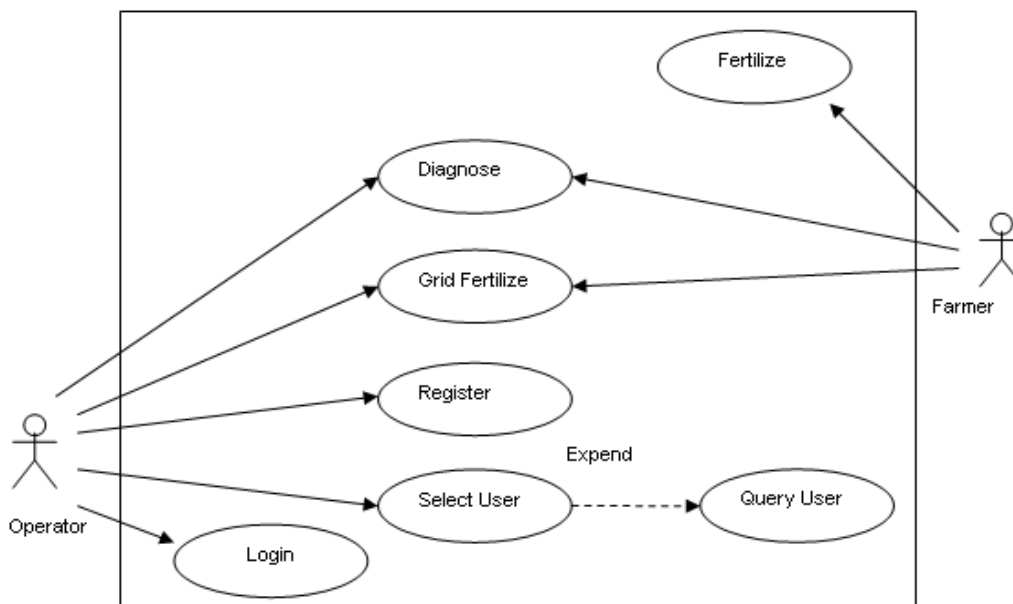 Fertilize
Diagnose
Grid Fertilize
Farmer
Register
Expend
Select User
Query User
Operator
Login